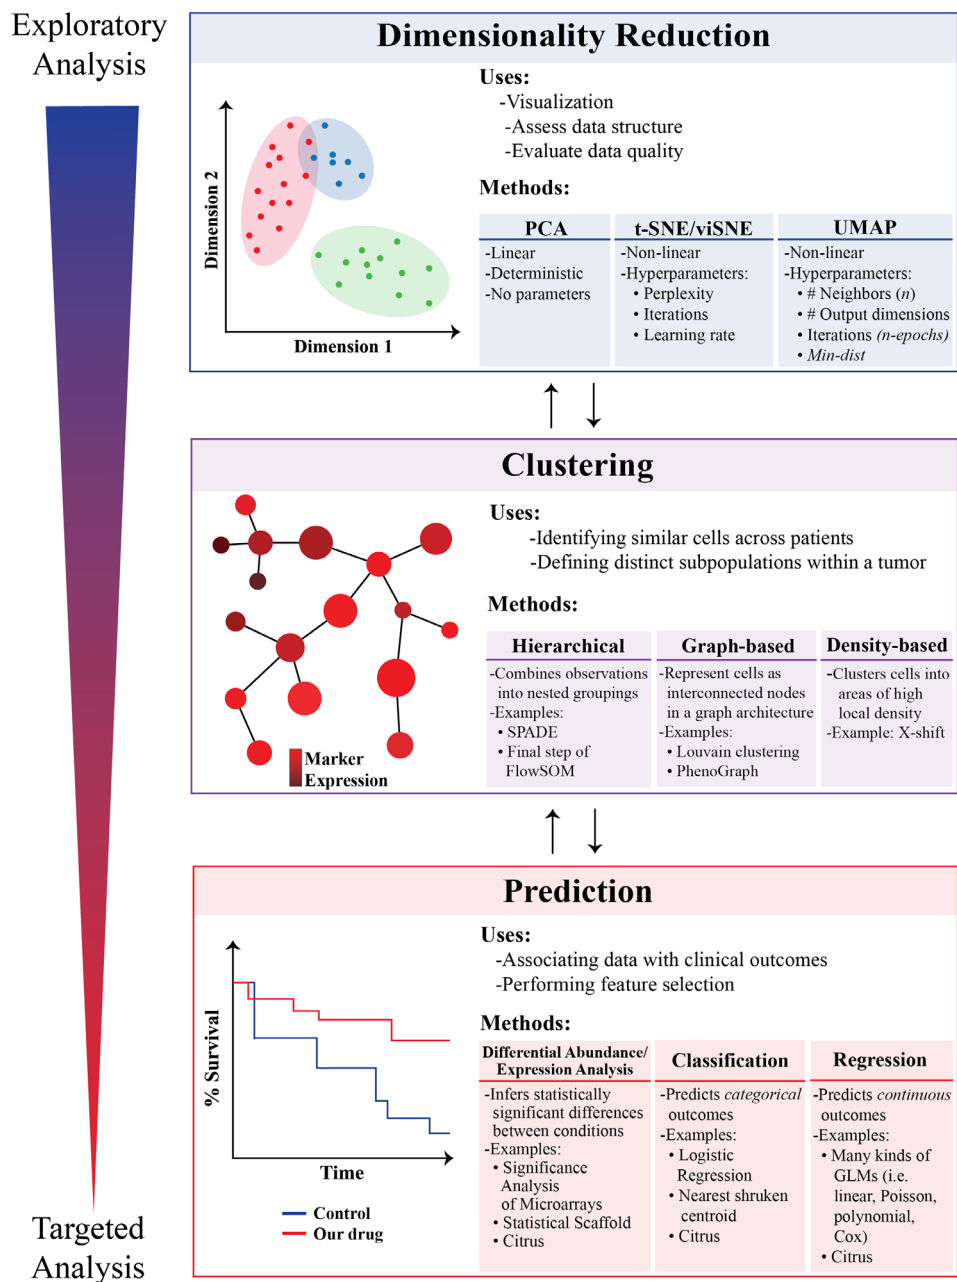 Exploratory
Analysis
Dimensionality Reduction
Dimension 2
Dimension 1
Uses:
-Visualization
-Assess data structure
-Evaluate data quality
Methods:
PCA
-Linear
-Deterministic
-No parameters
t-SNE/viSNE
-Non-linear
-Hyperparameters:
• Perplexity
• Iterations
• Learning rate
UMAP
-Non-linear
-Hyperparameters:
• # Neighbors (n)
• # Output dimensions
• Iterations (n-epochs)
• Min-dist
Clustering
Marker
Expression
Uses:
-Identifying similar cells across patients
-Defining distinct subpopulations within a tumor
Methods:
Hierarchical
-Combines observations
into nested groupings
-Examples:
• SPADE
• Final step of
FlowSOM
Graph-based
-Represent cells as
interconnected nodes
in a graph architecture
-Examples:
• Louvain clustering
• PhenoGraph
Density-based
-Clusters cells into
areas of high
local density
-Example: X-shift
Prediction
% Survival
Time
Control
Our drug
Uses:
-Associating data with clinical outcomes
-Performing feature selection
Methods:
Differential Abundance/
Expression Analysis
-Infers statistically
significant differences
between conditions
-Examples:
• Significance
Analysis
of Microarrays
• Statistical Scaffold
• Citrus
Classification
-Predicts categorical
outcomes
-Examples:
• Logistic
Regression
• Nearest shruken
centroid
• Citrus
Regression
-Predicts continuous
outcomes
-Examples:
• Many kinds of
GLMs (i.e.
linear, Poisson,
polynomial,
Cox)
• Citrus
Targeted
Analysis